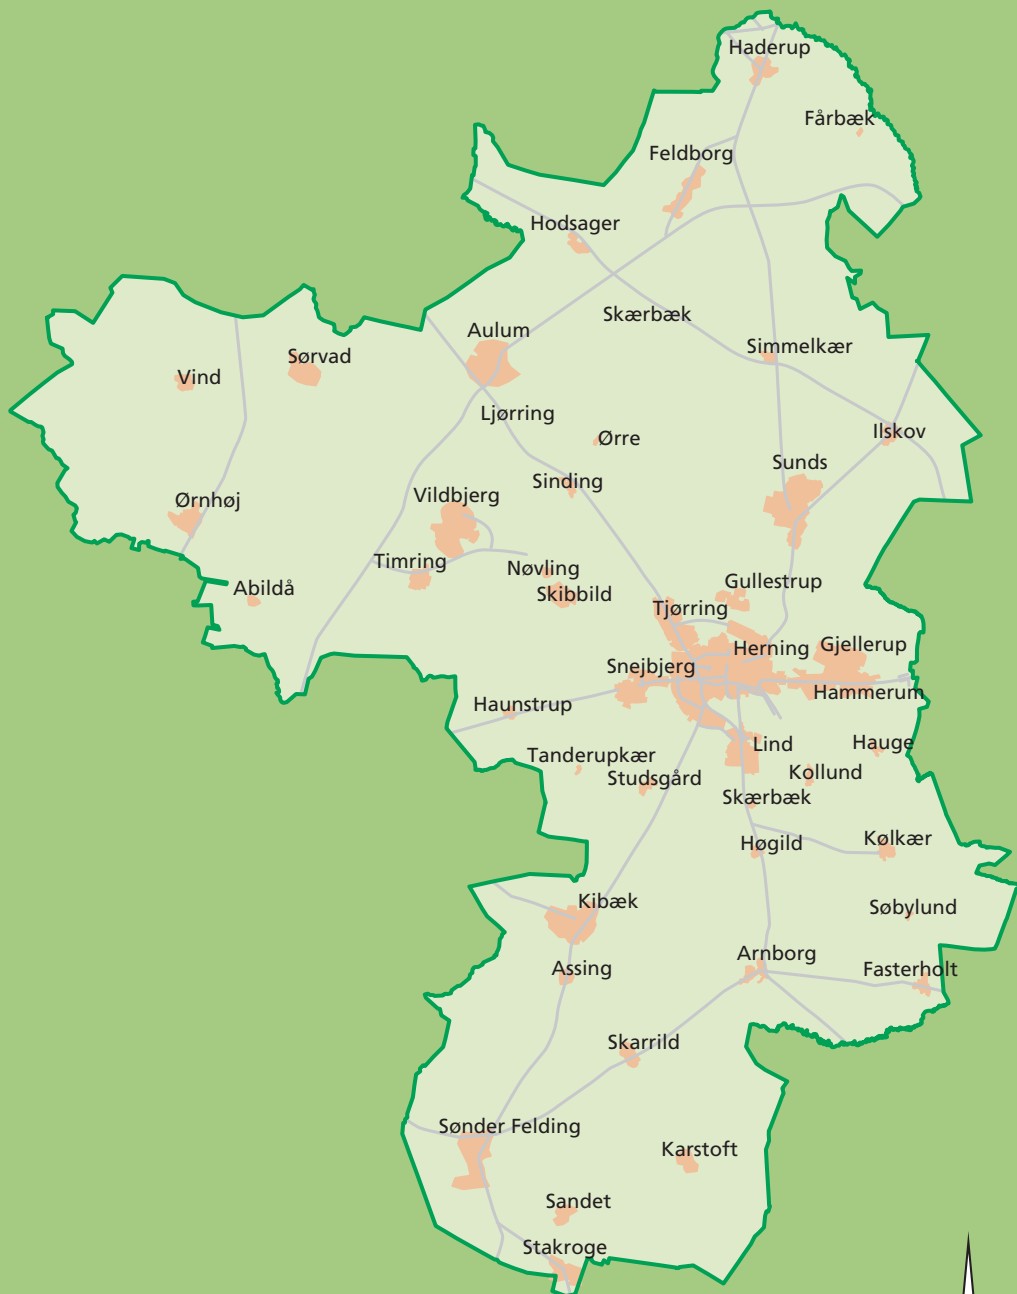 Haderup
Fårbæk
Feldborg
Hodsager
Skærbæk
Aulum
Simmelkær
Sørvad
Vind
Ljørring
Ørre
Ilskov
Sunds
Sinding
Vildbjerg
Ørnhøj
Timring
Nøvling
Gullestrup
Abildå
Skibbild
Tjørring
Herning
Gjellerup
Snejbjerg
Hammerum
Haunstrup
Lind
Hauge
Tanderupkær
Kollund
Studsgård
Skærbæk
Høgild
Kølkær
Kibæk
Søbylund
Arnborg
Assing
Fasterholt
Skarrild
Sønder Felding
Karstoft
Sandet
Stakroge